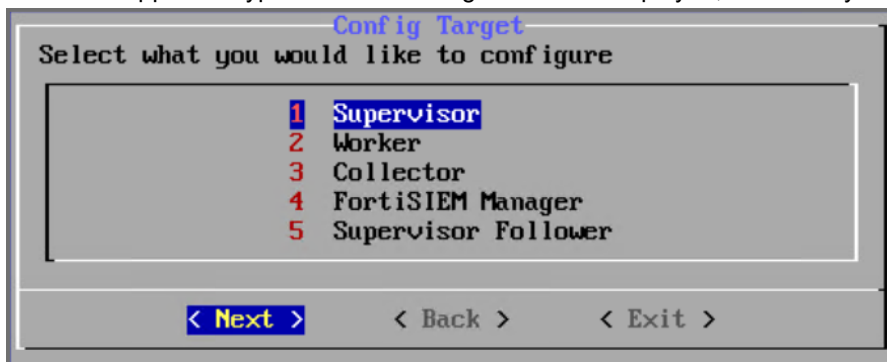 Config Target
Select what you would like to configure
1 Supervisor
2 Worker
3 Collector
4 FortiSIEM Manager
5 Supervisor Follower
< Next > < Back > < Exit >